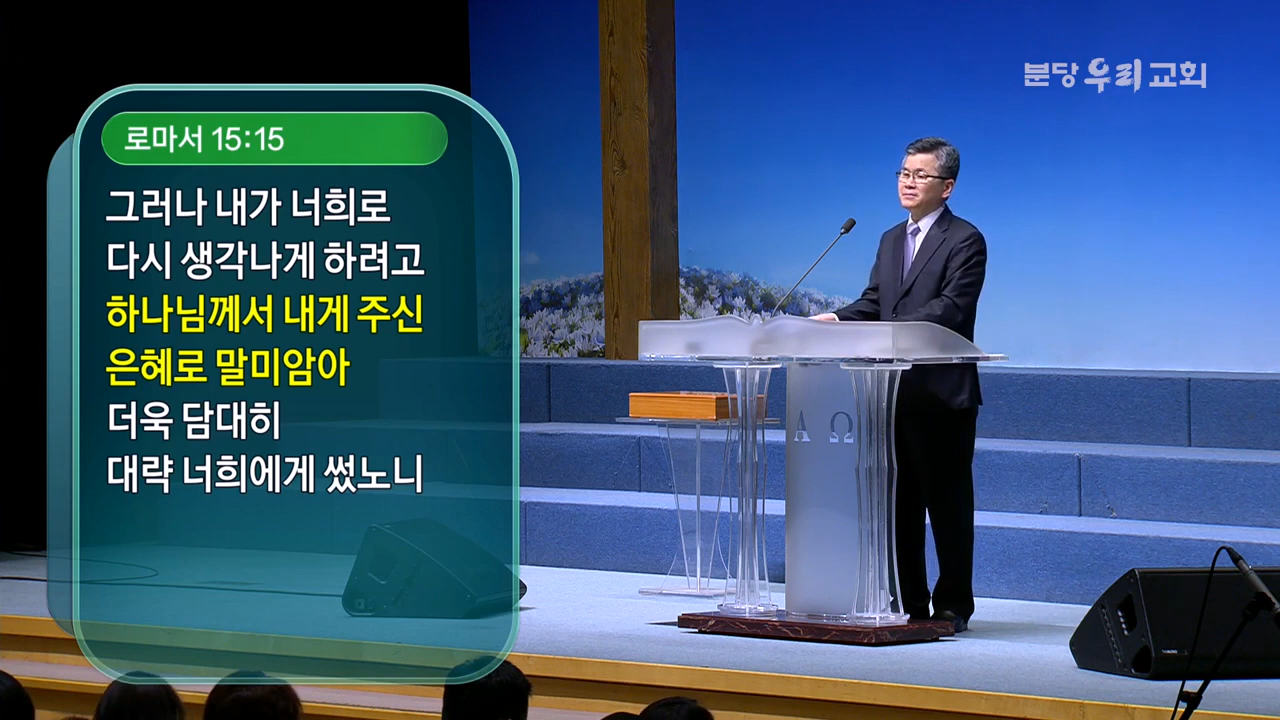 분당우리교회
로마서 15:15
그러나 내가 너희로
다시 생각나게 하려고
하나님께서 내게 주신
은혜로 말미암아
더욱 담대히
대략 너희에게 썼노니
Α Ω